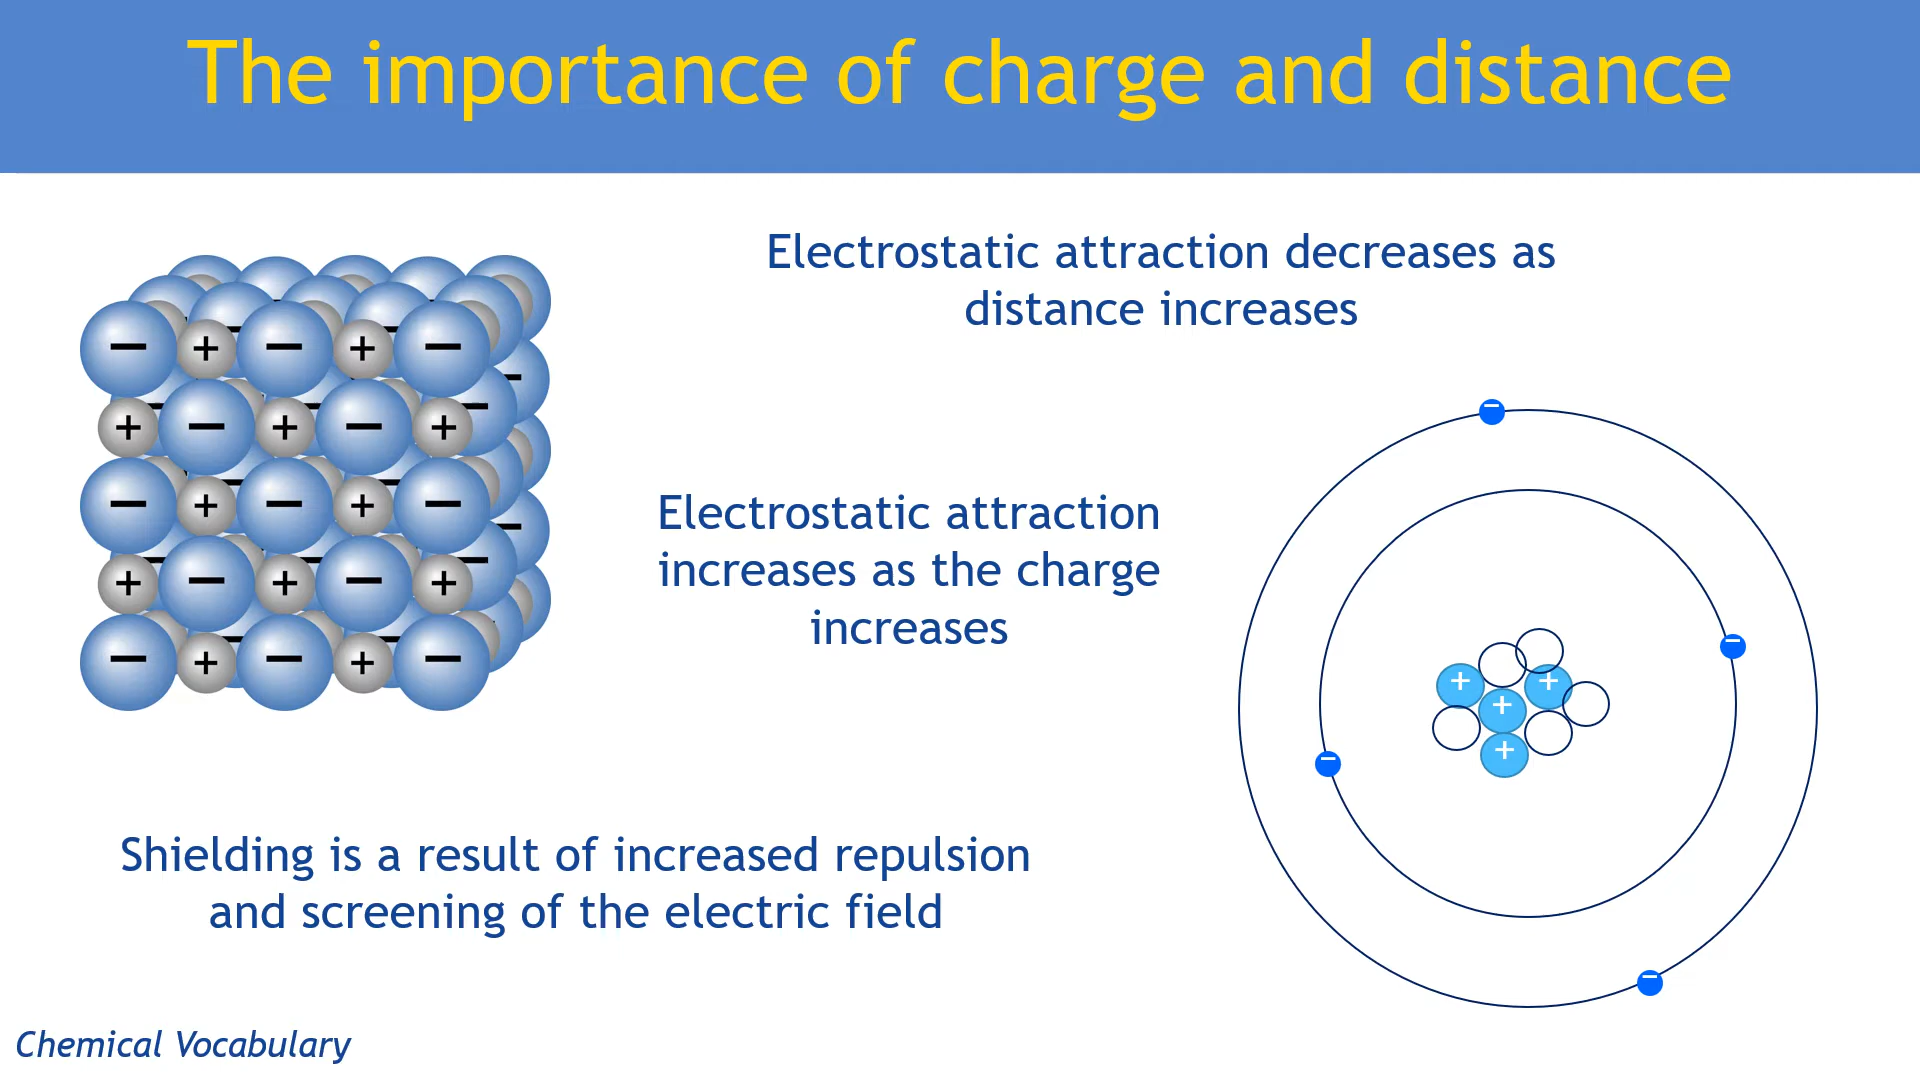 The importance of charge and distance
Electrostatic attraction decreases as
distance increases
Electrostatic attraction
increases as the charge
increases
Shielding is a result of increased repulsion
and screening of the electric field
Chemical Vocabulary